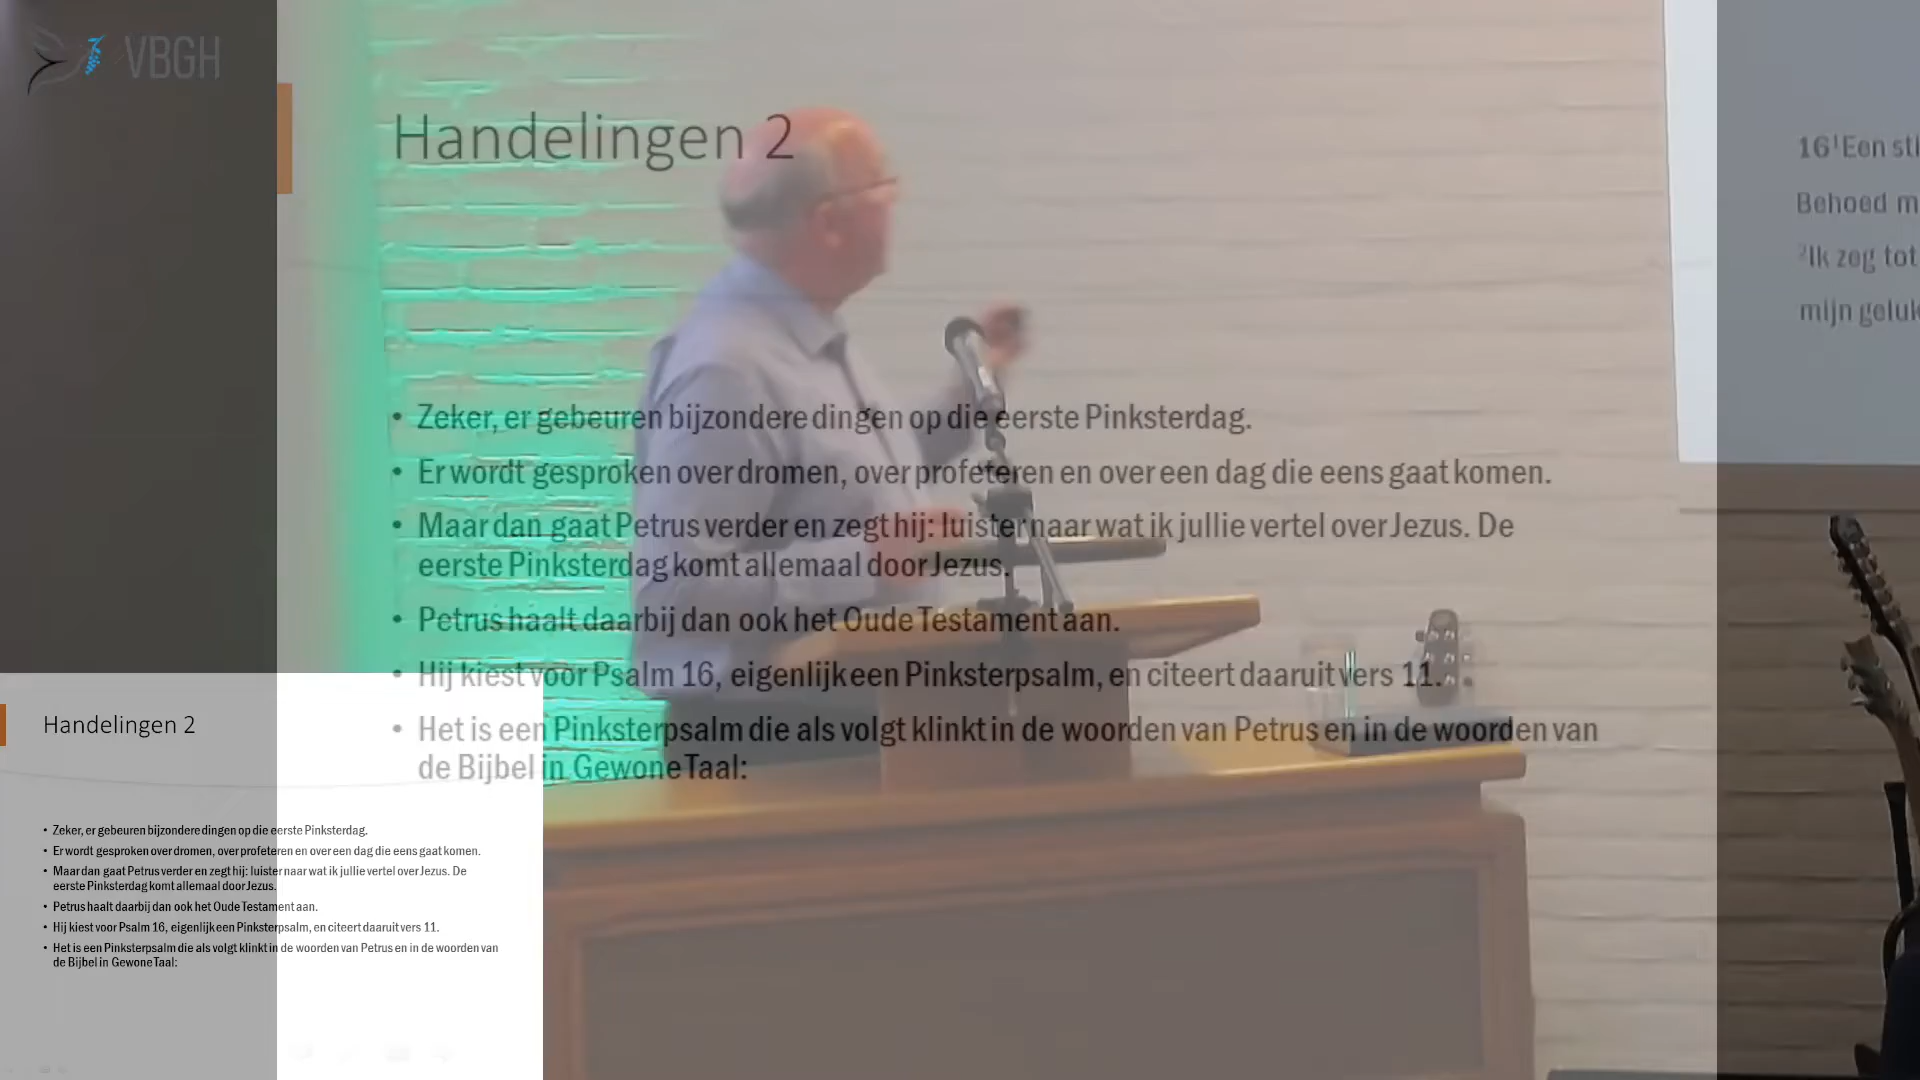 VBGH
Handelingen 2
• Zeker, er gebeuren bijzondere dingen op die eerste Pinksterdag.
• Er wordt gesproken over dromen, over profeteren en over een dag die eens gaat komen.
• Maar dan gaat Petrus verder en zegt hij: luister naar wat ik jullie vertel over Jezus. De
eerste Pinksterdag komt allemaal door Jezus.
• Petrus haalt daarbij dan ook het Oude Testament aan.
• Hij kiest voor Psalm 16, eigenlijk een Pinksterpsalm, en citeert daaruit vers 11.
• Het is een Pinksterpsalm die als volgt klinkt in de woorden van Petrus en in de woorden van
de Bijbel in Gewone Taal:
16¹Een
Behoed
²Ik zeg tot
mijn
Handelingen 2
• Zeker, er gebeuren bijzondere dingen op die eerste Pinksterdag.
• Er wordt gesproken over dromen, over profeteren en over een dag die eens gaat komen.
• Maar dan gaat Petrus verder en zegt hij: luister naar wat ik jullie vertel over Jezus. De
eerste Pinksterdag komt allemaal door Jezus.
• Petrus haalt daarbij dan ook het Oude Testament aan.
• Hij kiest voor Psalm 16, eigenlijk een Pinksterpsalm, en citeert daaruit vers 11.
• Het is een Pinksterpsalm die als volgt klinkt in de woorden van Petrus en in de woorden van
de Bijbel in Gewone Taal: